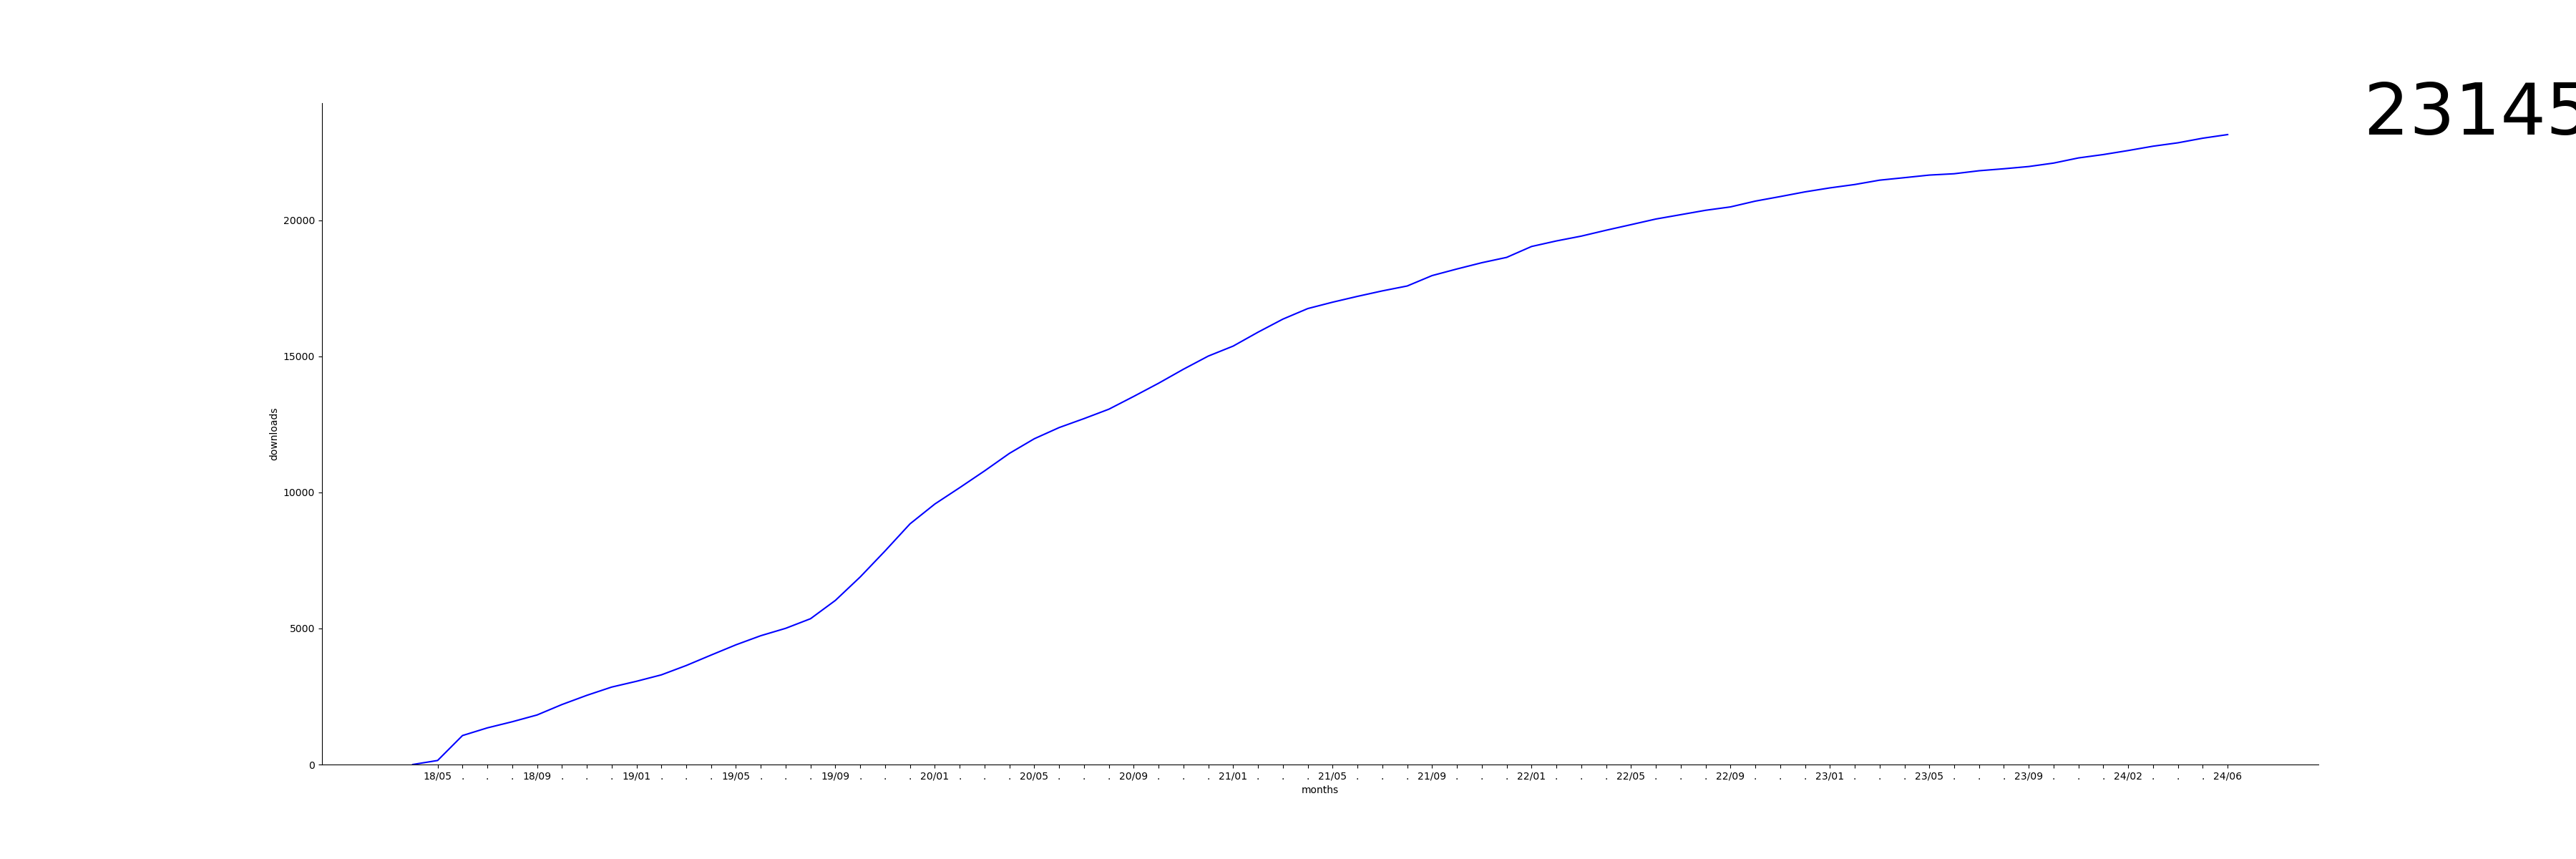 23145
20000
15000
10000
5000
0
downloads
18/05 . . . 18/09 . . . 19/01 . . . 19/05 . . . 19/09 . . . 20/01 . . . 20/05 . . . 20/09 . . . 21/01 . . . 21/05 . . . 21/09 . . . 22/01 . . . 22/05 . . . 22/09 . . . 23/01 . . . 23/05 . . . 23/09 . . . 24/02 . . . 24/06
months